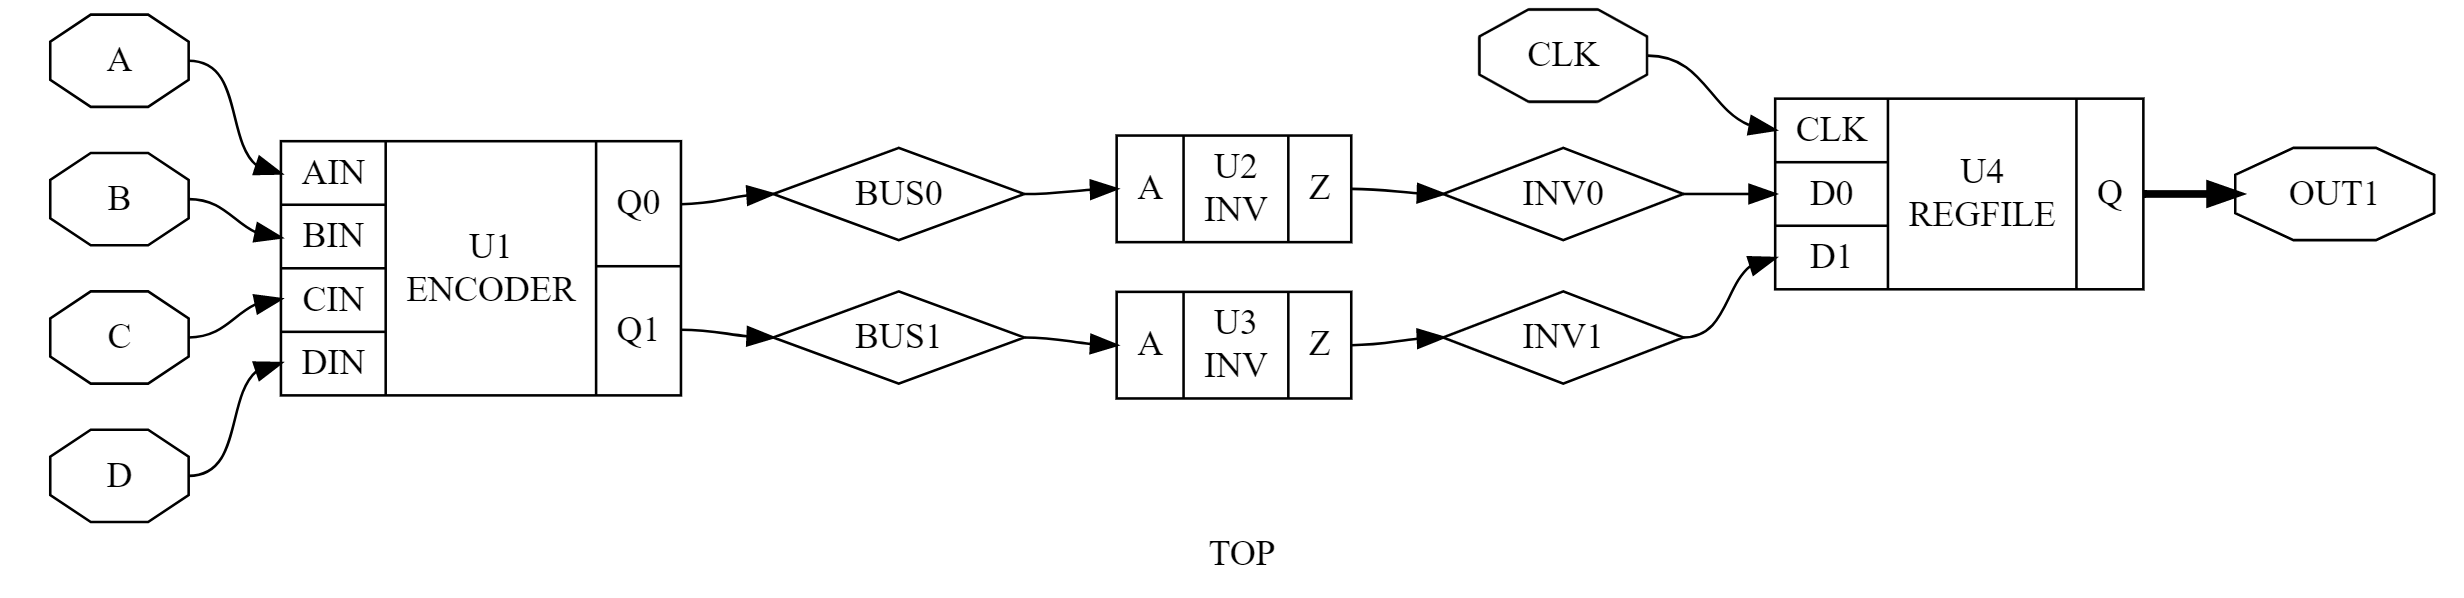 A
B
C
D
AIN
BIN
CIN
DIN
U1
ENCODER
Q0
Q1
BUS0
BUS1
A
U2
INV
Z
A
U3
INV
Z
CLK
INV0
INV1
CLK
D0
D1
U4
REGFILE
Q
OUT1
TOP